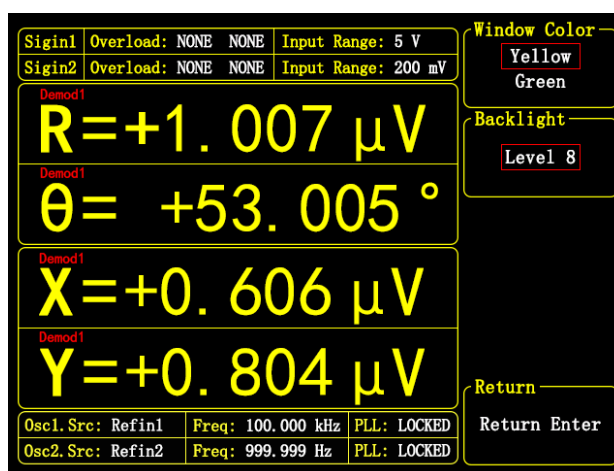 Sigin1 Overload: NONE NONE Input Range: 5 V
Sigin2 Overload: NONE NONE Input Range: 200 mV
Demod1
R=+1.007 μV
Demod1
θ= +53.005 °
Demod1
X=+0.606 μV
Demod1
Y=+0.804 μV
Osc1.Src: Refin1 Freq: 100.000 kHz PLL: LOCKED
Osc2.Src: Refin2 Freq: 999.999 Hz PLL: LOCKED
Window Color
Yellow
Green
Backlight
Level 8
Return
Return Enter